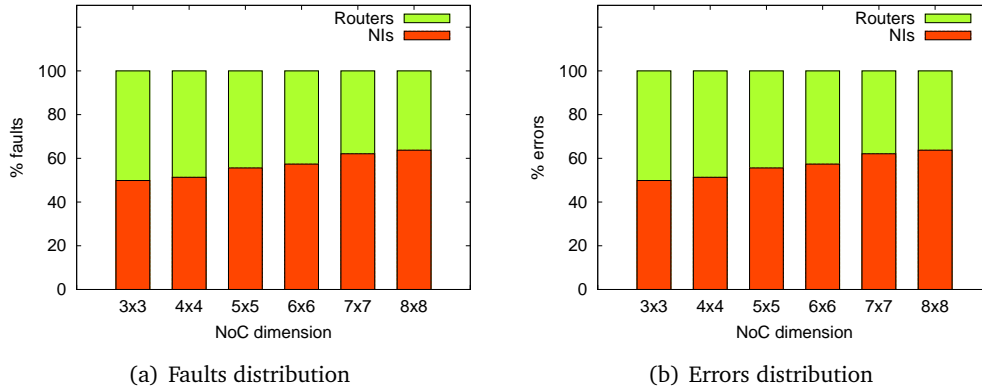 Routers
NIs
% faults
100
80
60
40
20
0
3x3 4x4 5x5 6x6 7x7 8x8
NoC dimension
(a) Faults distribution
Routers
NIs
% errors
100
80
60
40
20
0
3x3 4x4 5x5 6x6 7x7 8x8
NoC dimension
(b) Errors distribution